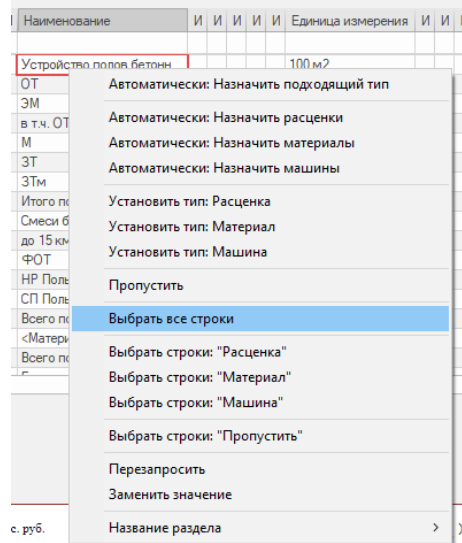 Наименование И И И И И Единица измерения И И
Устройство полов бетонн 100 м2
ОТ
ЭМ
в т.ч. ОТ
М
ЗТ
ЗТм
Итого по
Смеси б
до 15 км
ФОТ
НР Поль
СП Поль
Всего по
<Матери
Всего по
Автоматически: Назначить подходящий тип
Автоматически: Назначить расценки
Автоматически: Назначить материалы
Автоматически: Назначить машины
Установить тип: Расценка
Установить тип: Материал
Установить тип: Машина
Пропустить
Выбрать все строки
Выбрать строки: "Расценка"
Выбрать строки: "Материал"
Выбрать строки: "Машина"
Выбрать строки: "Пропустить"
Перезапросить
Заменить значение
Название раздела >
с. руб.